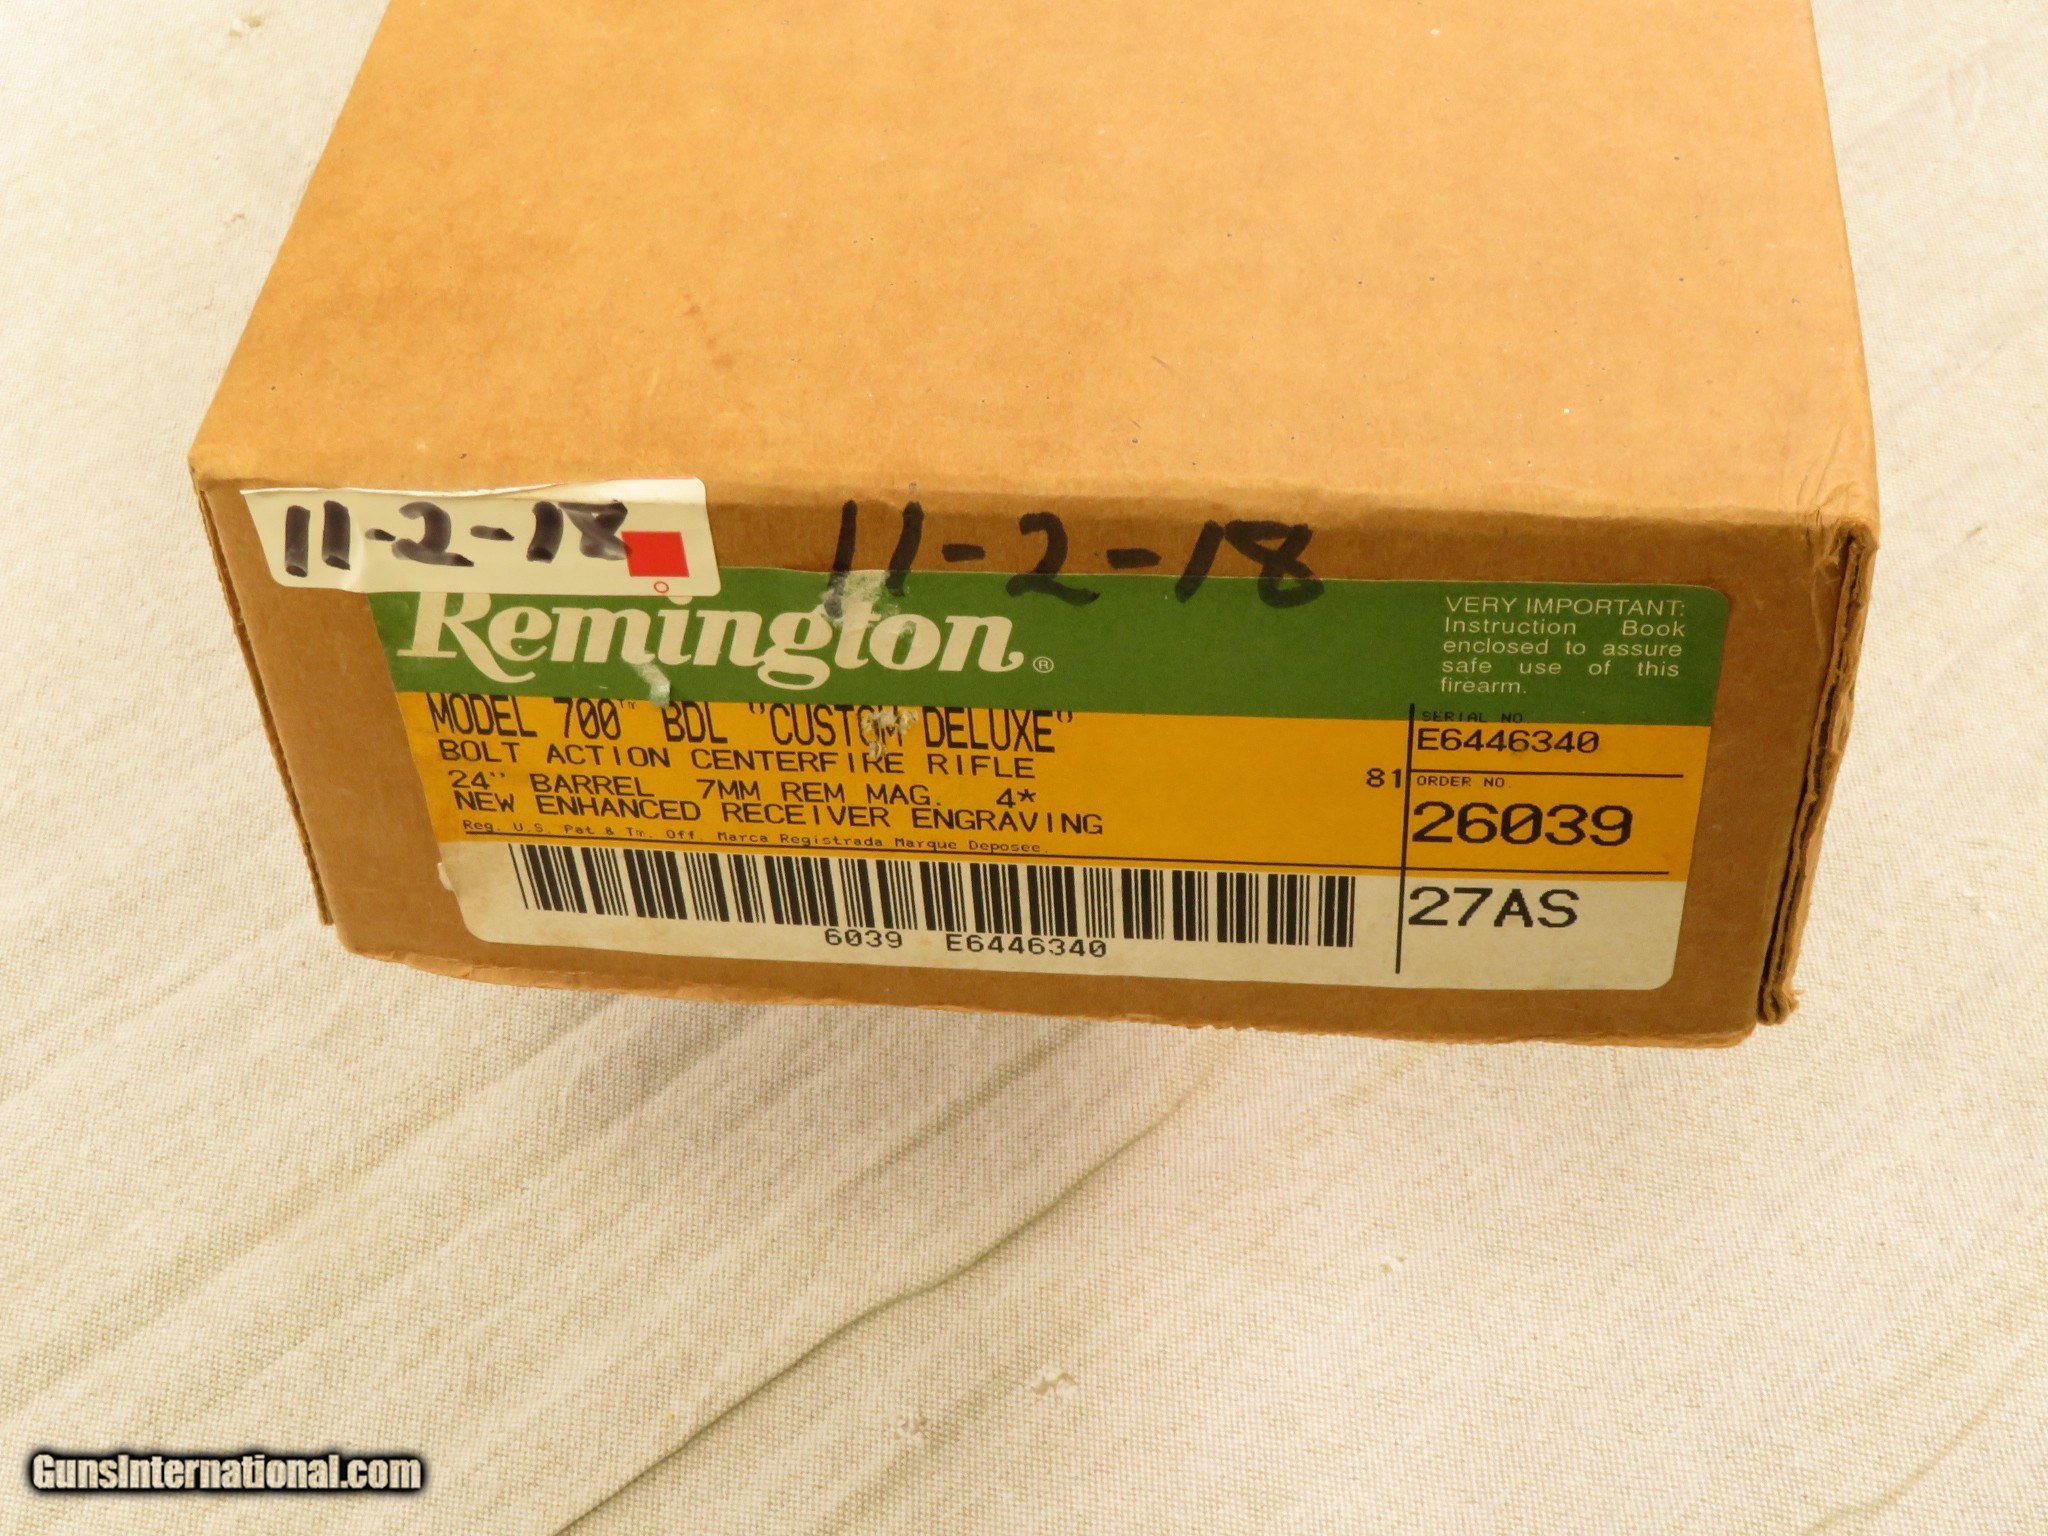 11-2-18
11-2-18
Remington®
VERY IMPORTANT:
Instruction Book
enclosed to assure
safe use of this
firearm.
MODEL 700™ BDL "CUSTOM DELUXE"
BOLT ACTION CENTERFIRE RIFLE
24" BARREL 7MM REM MAG. 4*
NEW ENHANCED RECEIVER ENGRAVING
Reg. U.S. Pat & Tm. Off. Marca Registrada Marque Deposee.
81
SERIAL NO
E6446340
ORDER NO.
26039
27AS
6039 E6446340
GunsInternational.com